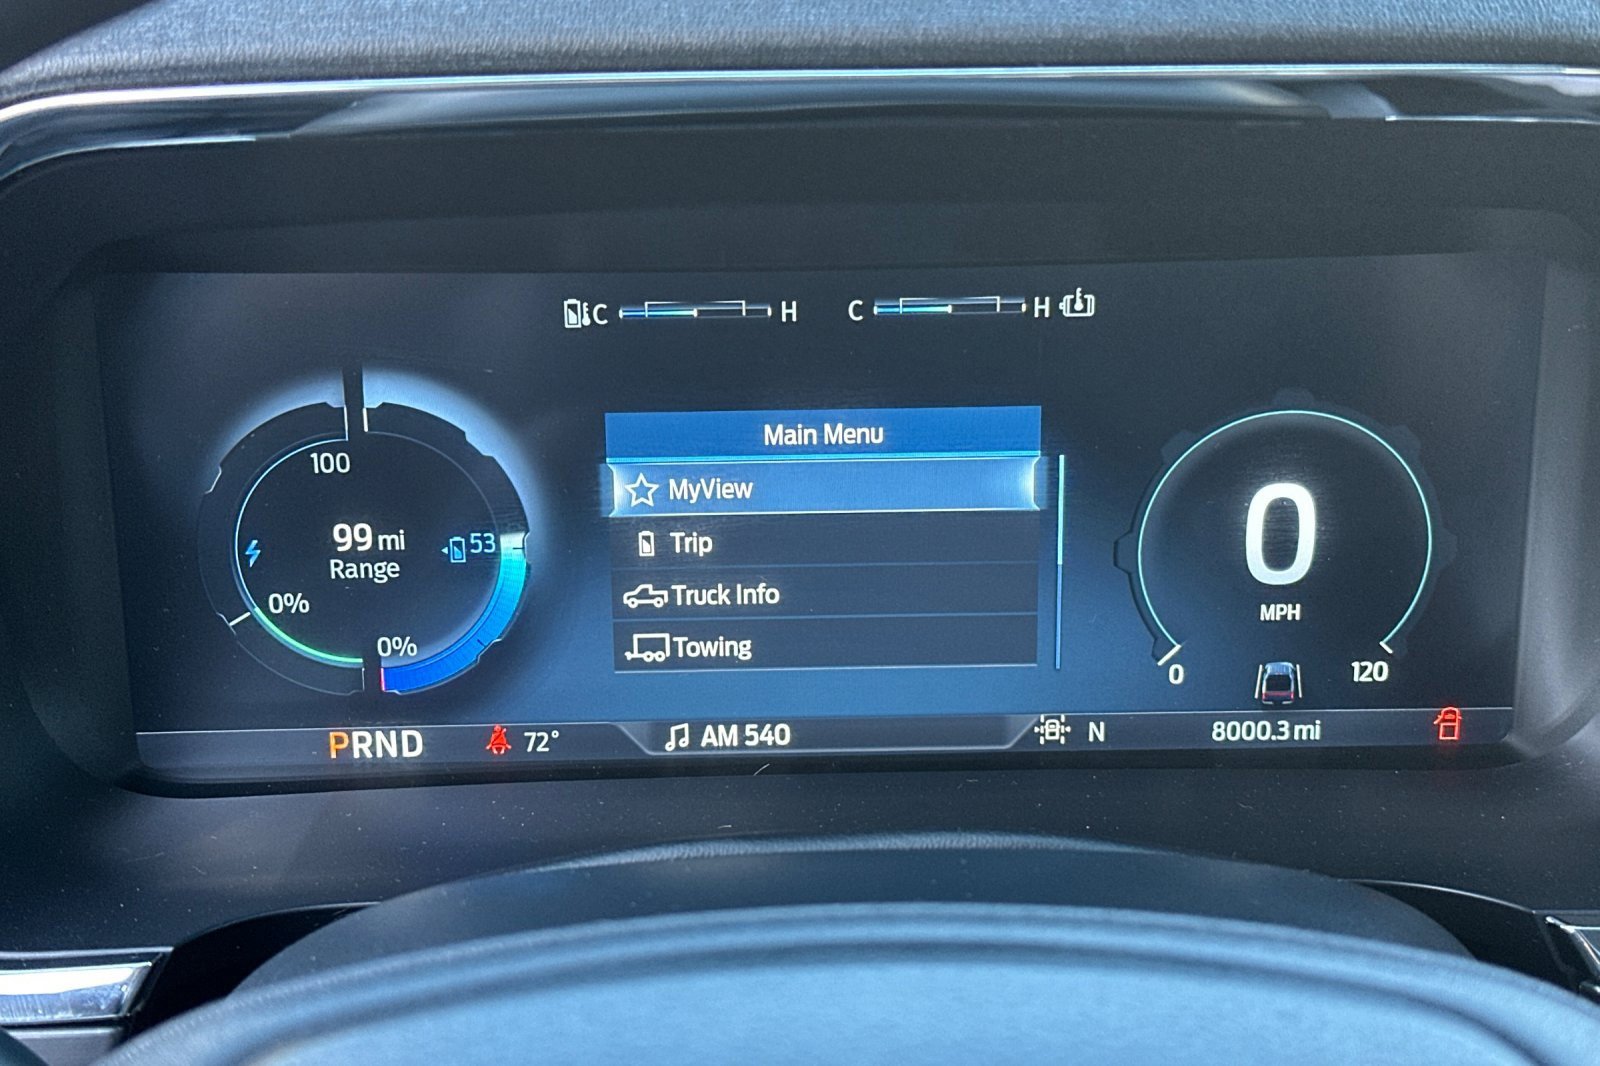 C H
C H
100
99 mi
Range
53
0%
0%
Main Menu
MyView
Trip
Truck Info
Towing
0
MPH
0
120
PRND
72°
AM 540
N
8000.3 mi